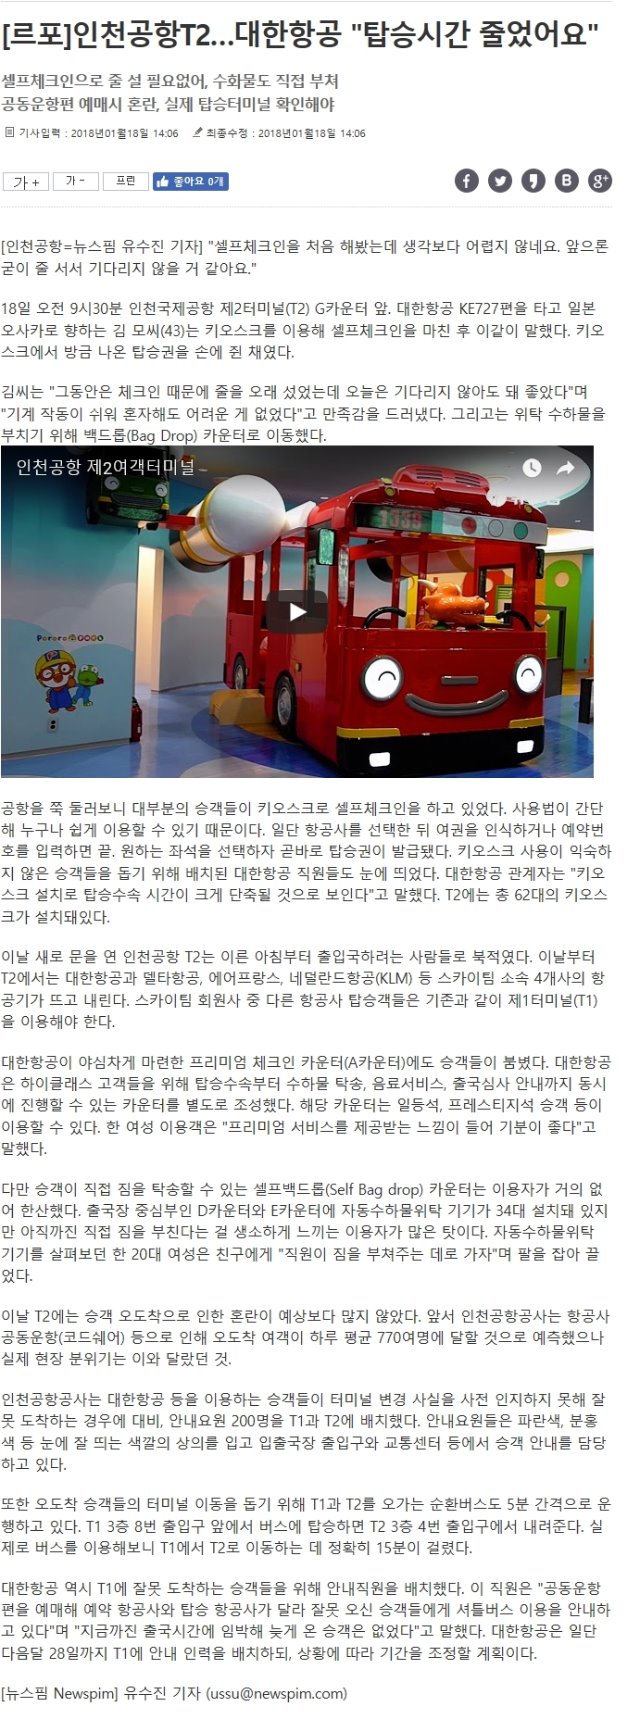 [르포]인천공항T2...대한항공 "탑승시간 줄었어요"
셀프체크인으로 줄 설 필요없어, 수화물도 직접 부쳐
공동운항편 예매시 혼란, 실제 탑승터미널 확인해야
기사입력 : 2018년01월18일 14:06 최종수정 : 2018년01월18일 14:06
가 + 가 - 프린 좋아요 0개
[인천공항=뉴스핌 유수진 기자] "셀프체크인을 처음 해봤는데 생각보다 어렵지 않네요. 앞으론
굳이 줄 서서 기다리지 않을 거 같아요."
18일 오전 9시30분 인천국제공항 제2터미널(T2) G카운터 앞. 대한항공 KE727편을 타고 일본
오사카로 향하는 김 모씨(43)는 키오스크를 이용해 셀프체크인을 마친 후 이같이 말했다. 키오
스크에서 방금 나온 탑승권을 손에 쥔 채였다.
김씨는 "그동안은 체크인 때문에 줄을 오래 섰었는데 오늘은 기다리지 않아도 돼 좋았다"며
"기계 작동이 쉬워 혼자해도 어려운 게 없었다"고 만족감을 드러냈다. 그리고는 위탁 수하물을
부치기 위해 백드롭(Bag Drop) 카운터로 이동했다.
인천공항 제2여객터미널
1330
Pororo PARK
공항을 쭉 둘러보니 대부분의 승객들이 키오스크로 셀프체크인을 하고 있었다. 사용법이 간단
해 누구나 쉽게 이용할 수 있기 때문이다. 일단 항공사를 선택한 뒤 여권을 인식하거나 예약번
호를 입력하면 끝. 원하는 좌석을 선택하자 곧바로 탑승권이 발급됐다. 키오스크 사용이 익숙하
지 않은 승객들을 돕기 위해 배치된 대한항공 직원들도 눈에 띄었다. 대한항공 관계자는 "키오
스크 설치로 탑승수속 시간이 크게 단축될 것으로 보인다"고 말했다. T2에는 총 62대의 키오스
크가 설치돼있다.
이날 새로 문을 연 인천공항 T2는 이른 아침부터 출입국하려는 사람들로 북적였다. 이날부터
T2에서는 대한항공과 델타항공, 에어프랑스, 네덜란드항공(KLM) 등 스카이팀 소속 4개사의 항
공기가 뜨고 내린다. 스카이팀 회원사 중 다른 항공사 탑승객들은 기존과 같이 제1터미널(T1)
을 이용해야 한다.
대한항공이 야심차게 마련한 프리미엄 체크인 카운터(A카운터)에도 승객들이 붐볐다. 대한항공
은 하이클래스 고객들을 위해 탑승수속부터 수하물 탁송, 음료서비스, 출국심사 안내까지 동시
에 진행할 수 있는 카운터를 별도로 조성했다. 해당 카운터는 일등석, 프레스티지석 승객 등이
이용할 수 있다. 한 여성 이용객은 "프리미엄 서비스를 제공받는 느낌이 들어 기분이 좋다"고
말했다.
다만 승객이 직접 짐을 탁송할 수 있는 셀프백드롭(Self Bag drop) 카운터는 이용자가 거의 없
어 한산했다. 출국장 중심부인 D카운터와 E카운터에 자동수하물위탁 기기가 34대 설치돼 있지
만 아직까진 직접 짐을 부친다는 걸 생소하게 느끼는 이용자가 많은 탓이다. 자동수하물위탁
기기를 살펴보던 한 20대 여성은 친구에게 "직원이 짐을 부쳐주는 데로 가자"며 팔을 잡아 끌
었다.
이날 T2에는 승객 오도착으로 인한 혼란이 예상보다 많지 않았다. 앞서 인천공항공사는 항공사
공동운항(코드쉐어) 등으로 인해 오도착 여객이 하루 평균 770여명에 달할 것으로 예측했으나
실제 현장 분위기는 이와 달랐던 것.
인천공항공사는 대한항공 등을 이용하는 승객들이 터미널 변경 사실을 사전 인지하지 못해 잘
못 도착하는 경우에 대비, 안내요원 200명을 T1과 T2에 배치했다. 안내요원들은 파란색, 분홍
색 등 눈에 잘 띄는 색깔의 상의를 입고 입출국장 출입구와 교통센터 등에서 승객 안내를 담당
하고 있다.
또한 오도착 승객들의 터미널 이동을 돕기 위해 T1과 T2를 오가는 순환버스도 5분 간격으로 운
행하고 있다. T1 3층 8번 출입구 앞에서 버스에 탑승하면 T2 3층 4번 출입구에서 내려준다. 실
제로 버스를 이용해보니 T1에서 T2로 이동하는 데 정확히 15분이 걸렸다.
대한항공 역시 T1에 잘못 도착하는 승객들을 위해 안내직원을 배치했다. 이 직원은 "공동운항
편을 예매해 예약 항공사와 탑승 항공사가 달라 잘못 오신 승객들에게 셔틀버스 이용을 안내하
고 있다"며 "지금까진 출국시간에 임박해 늦게 온 승객은 없었다"고 말했다. 대한항공은 일단
다음달 28일까지 T1에 안내 인력을 배치하되, 상황에 따라 기간을 조정할 계획이다.
[뉴스핌 Newspim] 유수진 기자 (ussu@newspim.com)